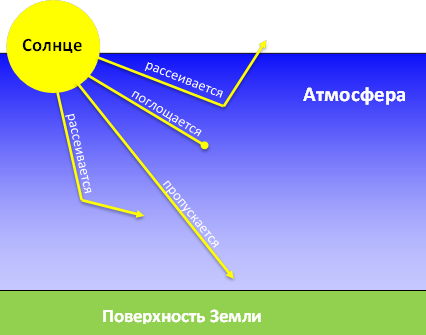 Солнце
рассеивается
Атмосфера
поглощается
рассеивается
пропускается
Поверхность Земли